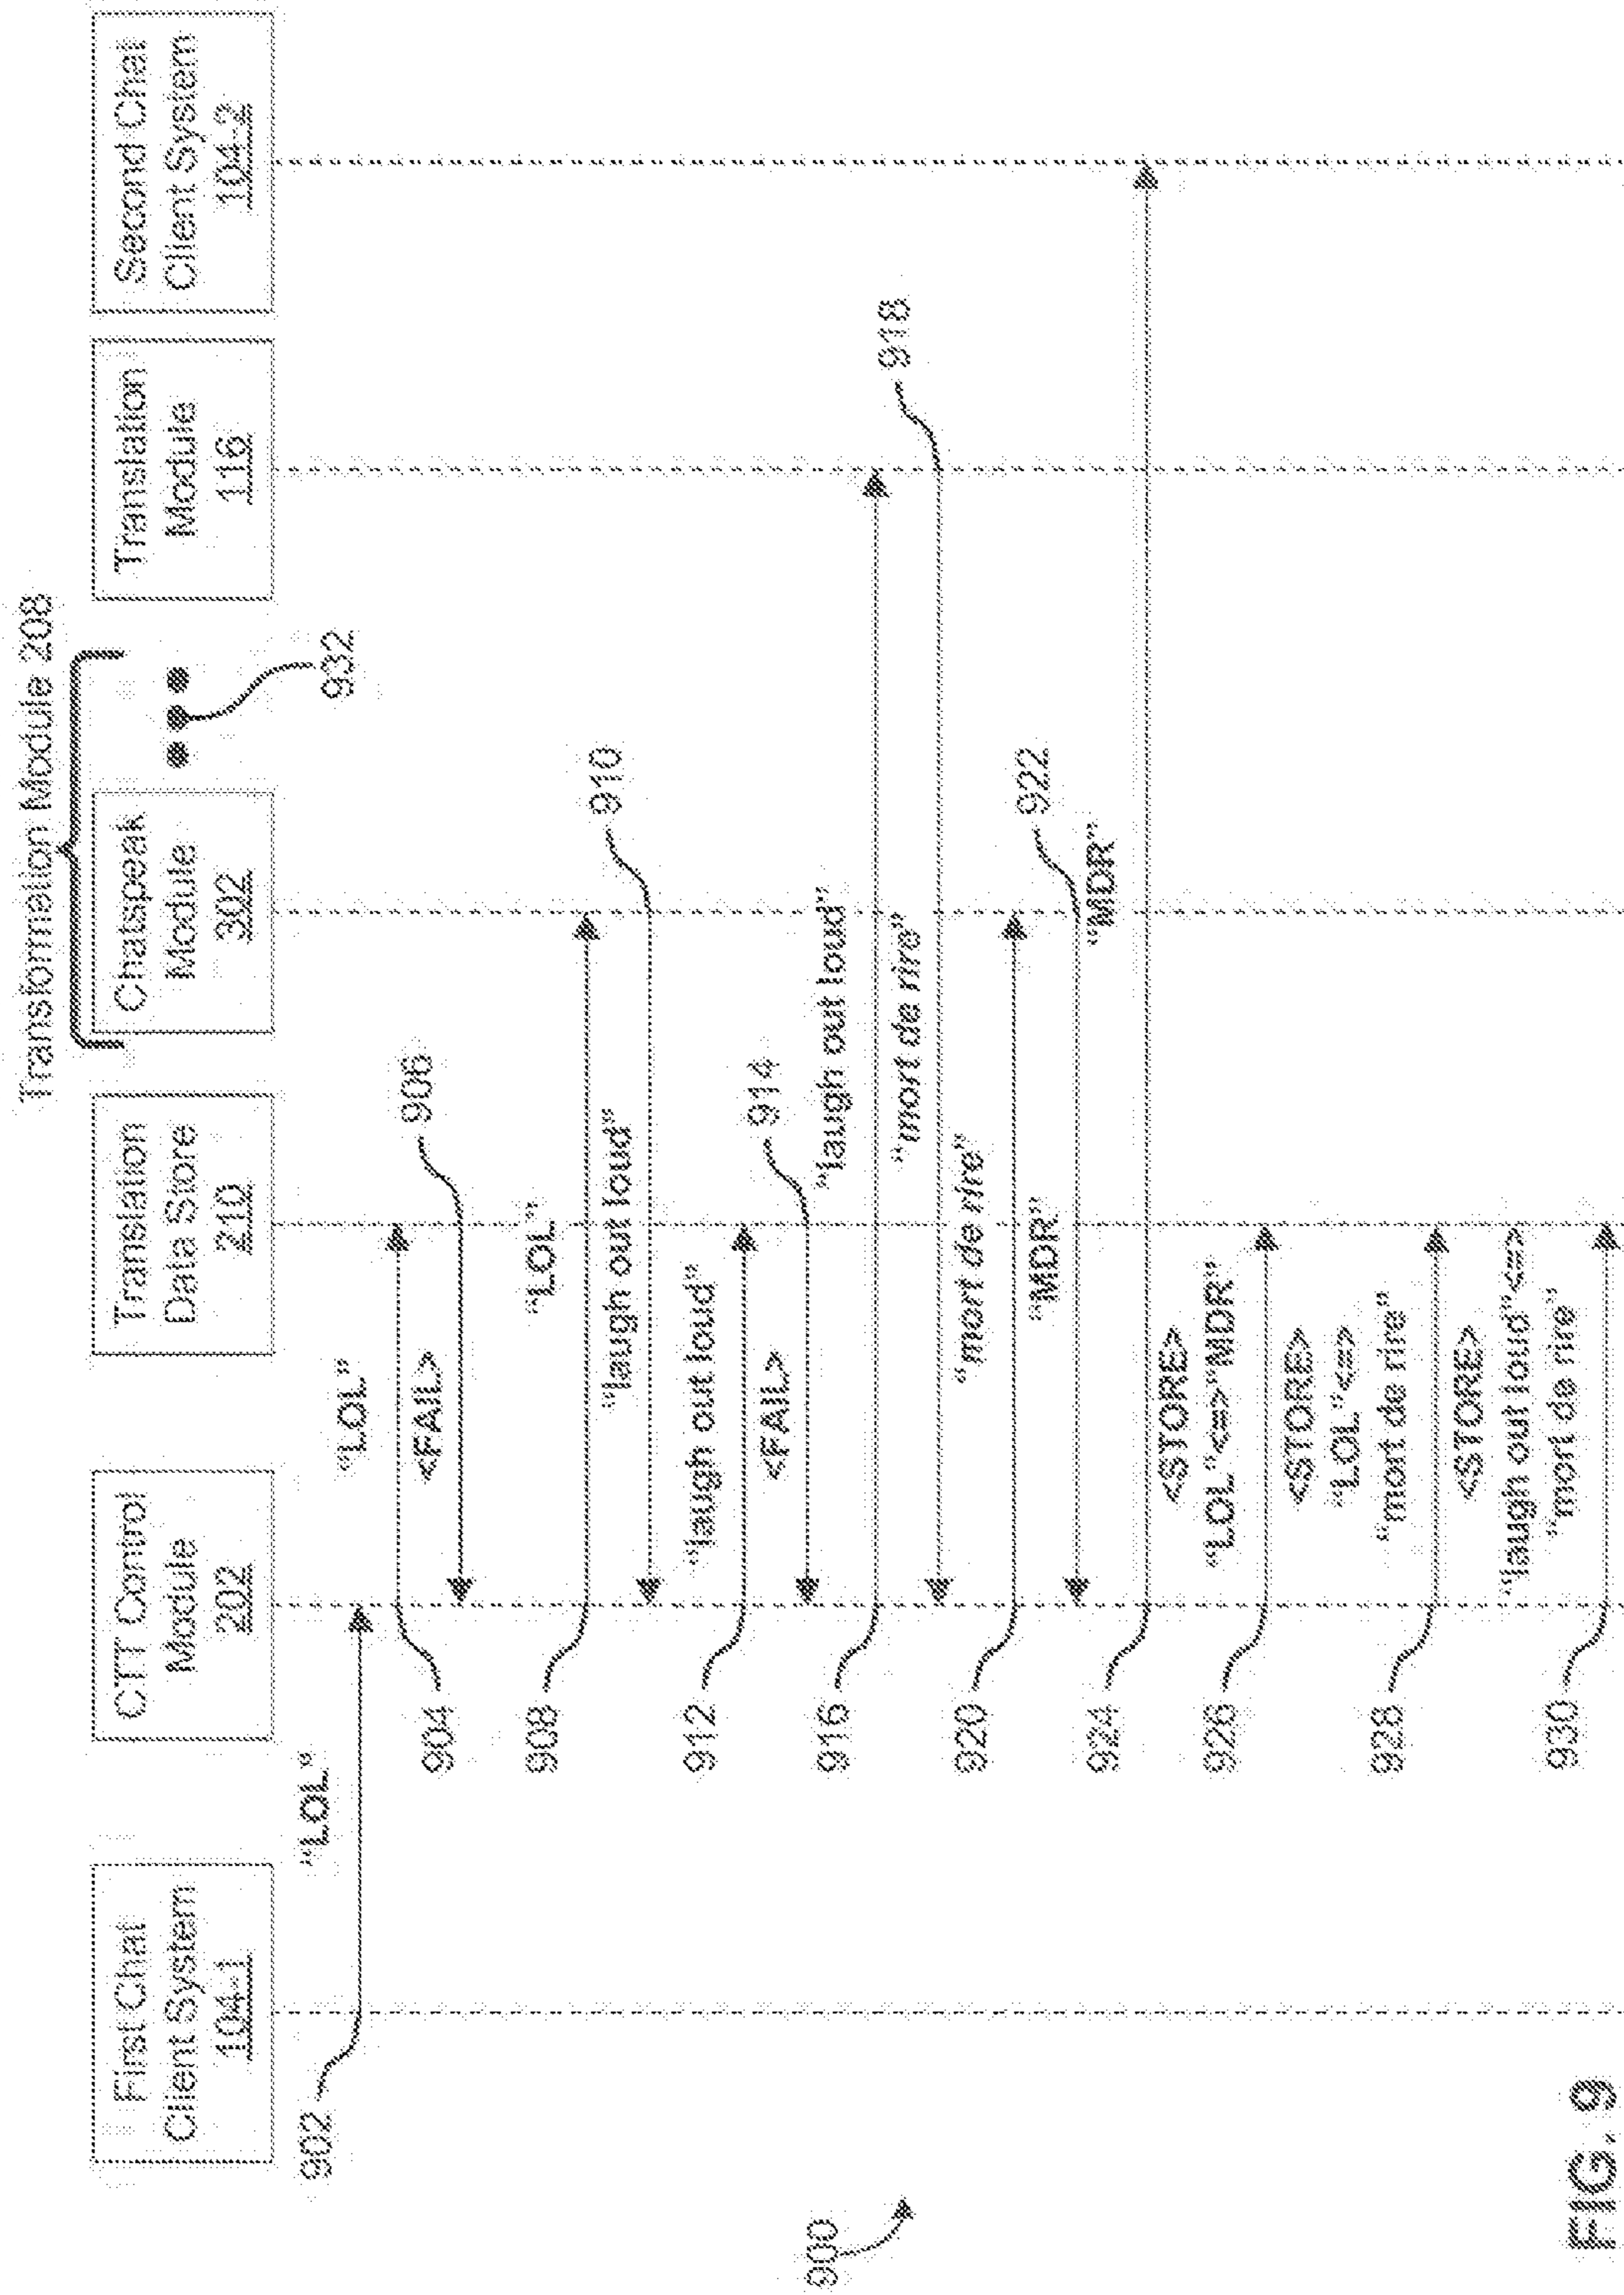 Transformation Module 208
First Chat
Client System
104-1
CTT Control
Module
202
Translation
Data Store
210
Chatspeak
Module
302
932
Translation
Module
116
Second Chat
Client System
104-2
902
"LOL"
"LOL"
904
<FAIL>
906
"LOL"
908
"laugh out loud"
910
"laugh out loud"
912
<FAIL>
914
"laugh out loud"
916
"mort de rire"
918
"mort de rire"
920
"MDR"
922
"MDR"
924
<STORE>
"LOL"<=>"MDR"
926
<STORE>
"LOL"<=>
"mort de rire"
928
<STORE>
"laugh out loud"<=>
"mort de rire"
930
900
FIG. 9